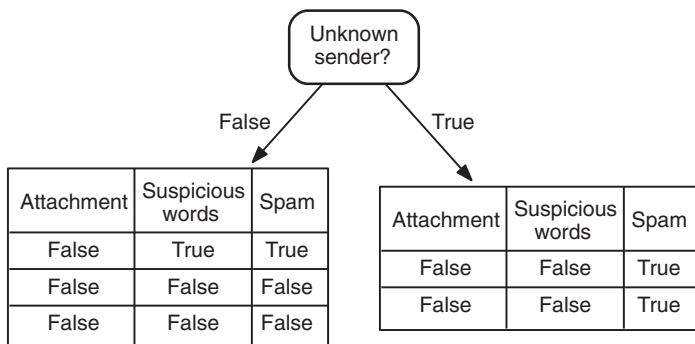 Unknown
sender?
False
True
Attachment Suspicious words Spam
False True True
False False False
False False False
Attachment Suspicious words Spam
False False True
False False True